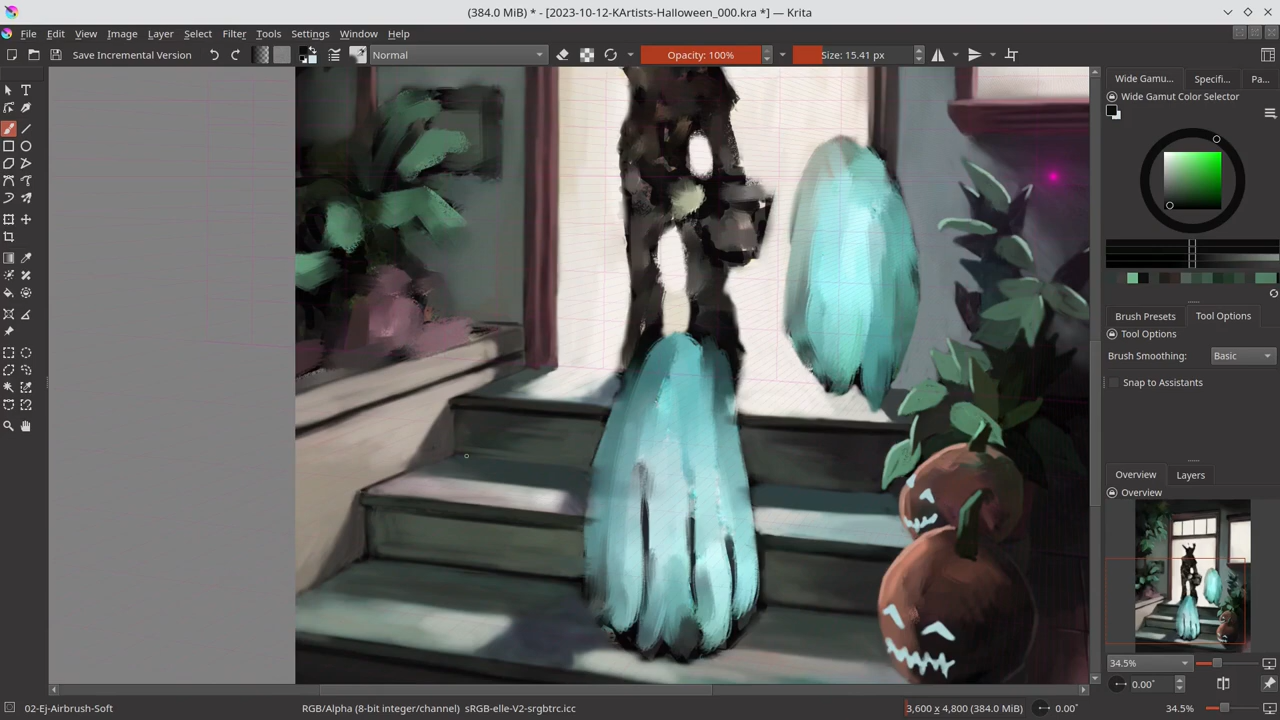 (384.0 MiB) * - [2023-10-12-KArtists-Halloween_000.kra *] — Krita
File Edit View Image Layer Select Filter Tools Settings Window Help
Save Incremental Version
Normal
Opacity: 100%
Size: 15.41 px
Wide Gamu... Specifi... Pa...
Wide Gamut Color Selector
Brush Presets Tool Options
Tool Options
Brush Smoothing: Basic
Snap to Assistants
Overview Layers
Overview
34.5%
0.00°
02-Ej-Airbrush-Soft
RGB/Alpha (8-bit integer/channel) sRGB-elle-V2-srgbtrc.icc
3,600 x 4,800 (384.0 MiB)
0.00°
34.5%